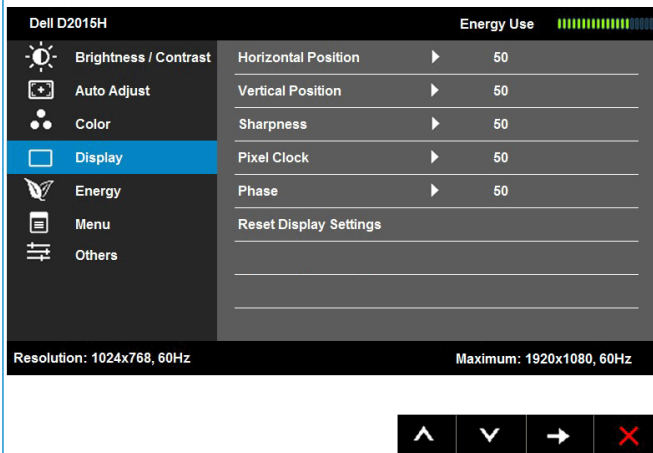 Dell D2015H Energy Use
Brightness / Contrast Horizontal Position 50
Auto Adjust Vertical Position 50
Color Sharpness 50
Display Pixel Clock 50
Energy Phase 50
Menu Reset Display Settings
Others
Resolution: 1024x768, 60Hz Maximum: 1920x1080, 60Hz